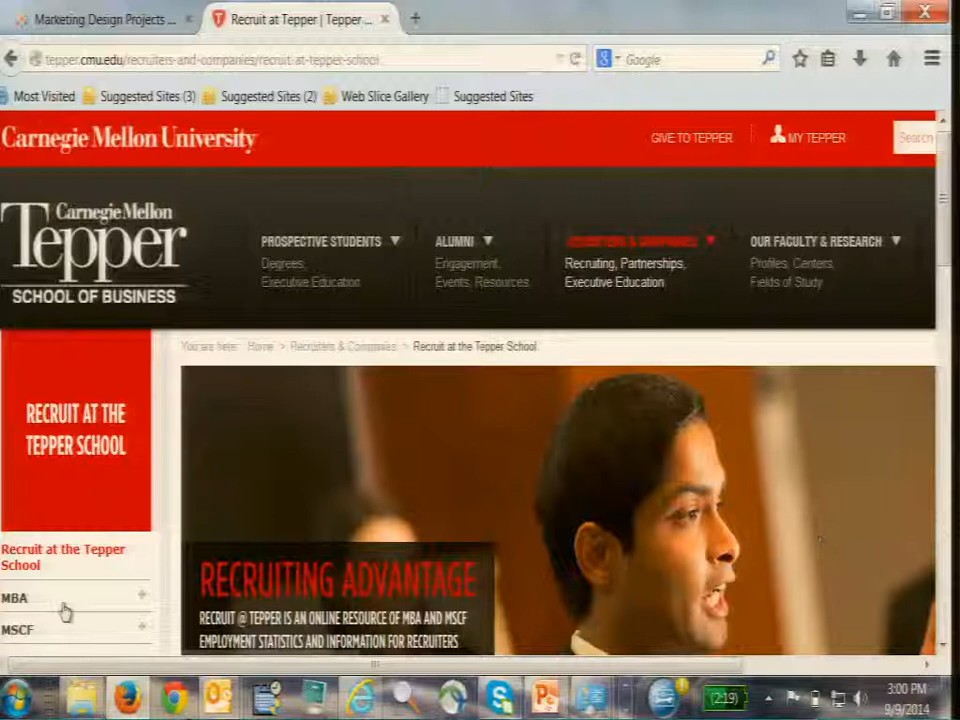 Marketing Design Projects ...
Recruit at Tepper | Tepper ...
tepper.cmu.edu/recruiters-and-companies/recruit-at-tepper-school
Google
Most Visited
Suggested Sites (3)
Suggested Sites (2)
Web Slice Gallery
Suggested Sites
Carnegie Mellon University
GIVE TO TEPPER
MY TEPPER
Search
Carnegie Mellon
Tepper
SCHOOL OF BUSINESS
PROSPECTIVE STUDENTS
Degrees,
Executive Education
ALUMNI
Engagement,
Events, Resources
RECRUITERS & COMPANIES
Recruiting, Partnerships,
Executive Education
OUR FACULTY & RESEARCH
Profiles, Centers,
Fields of Study
You are here: Home > Recruiters & Companies > Recruit at the Tepper School
RECRUIT AT THE
TEPPER SCHOOL
Recruit at the Tepper
School
MBA
MSCF
RECRUITING ADVANTAGE
RECRUIT @ TEPPER IS AN ONLINE RESOURCE OF MBA AND MSCF
EMPLOYMENT STATISTICS AND INFORMATION FOR RECRUITERS
(2:19)
3:00 PM
9/9/2014